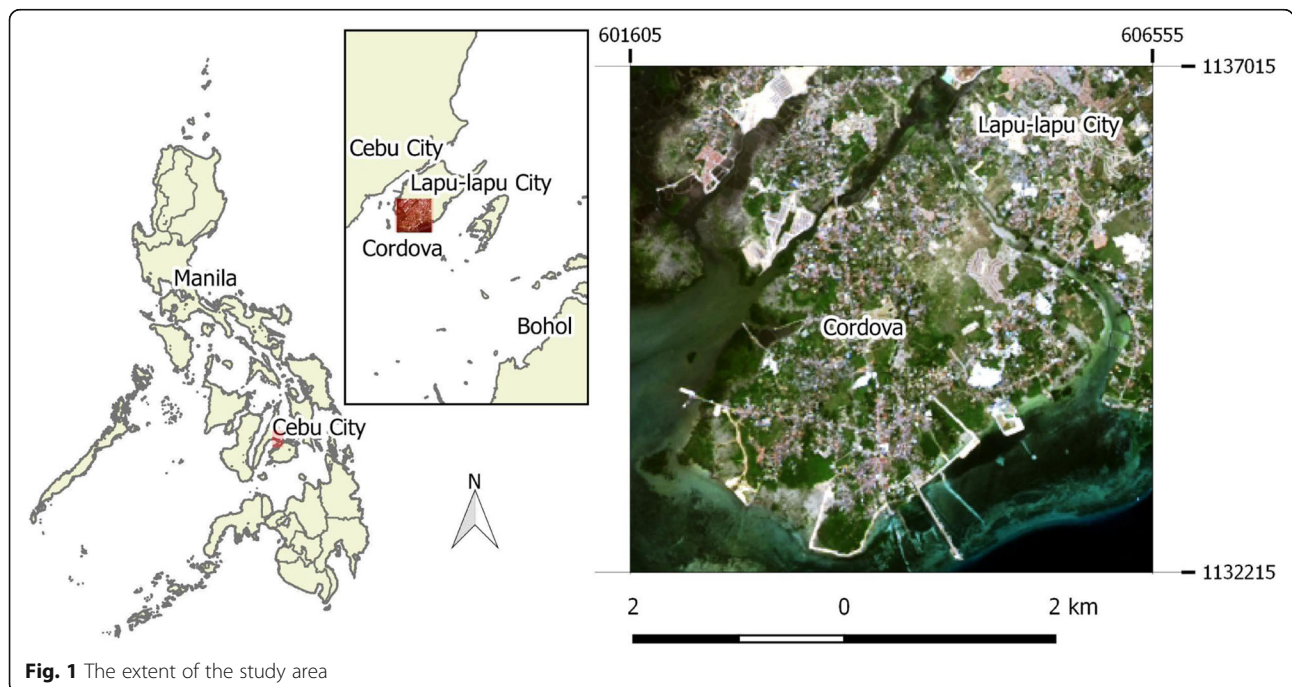 601605
606555
1137015
Cebu City
Lapu-lapu City
Cordova
Bohol
Manila
Cebu City
N
Lapu-lapu City
Cordova
1132215
2 0 2 km
Fig. 1 The extent of the study area